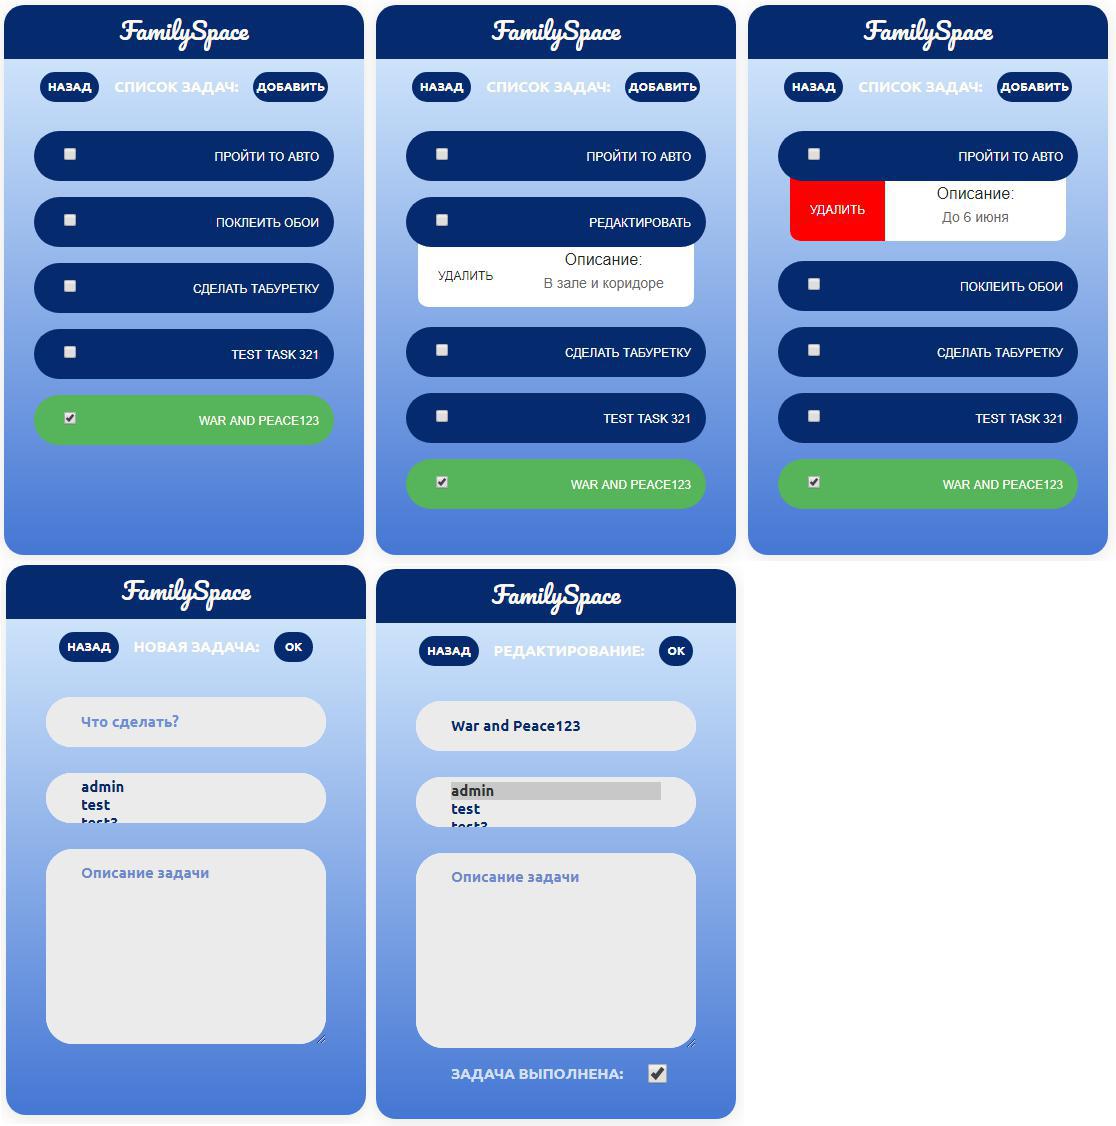 FamilySpace
НАЗАД СПИСОК ЗАДАЧ: ДОБАВИТЬ
ПРОЙТИ ТО АВТО
ПОКЛЕИТЬ ОБОИ
СДЕЛАТЬ ТАБУРЕТКУ
TEST TASK 321
WAR AND PEACE123
FamilySpace
НАЗАД СПИСОК ЗАДАЧ: ДОБАВИТЬ
ПРОЙТИ ТО АВТО
РЕДАКТИРОВАТЬ
УДАЛИТЬ
Описание:
В зале и коридоре
СДЕЛАТЬ ТАБУРЕТКУ
TEST TASK 321
WAR AND PEACE123
FamilySpace
НАЗАД СПИСОК ЗАДАЧ: ДОБАВИТЬ
ПРОЙТИ ТО АВТО
УДАЛИТЬ
Описание:
До 6 июня
ПОКЛЕИТЬ ОБОИ
СДЕЛАТЬ ТАБУРЕТКУ
TEST TASK 321
WAR AND PEACE123
FamilySpace
НАЗАД НОВАЯ ЗАДАЧА: ОК
Что сделать?
admin
test
Описание задачи
FamilySpace
НАЗАД РЕДАКТИРОВАНИЕ: ОК
War and Peace123
admin
test
Описание задачи
ЗАДАЧА ВЫПОЛНЕНА: